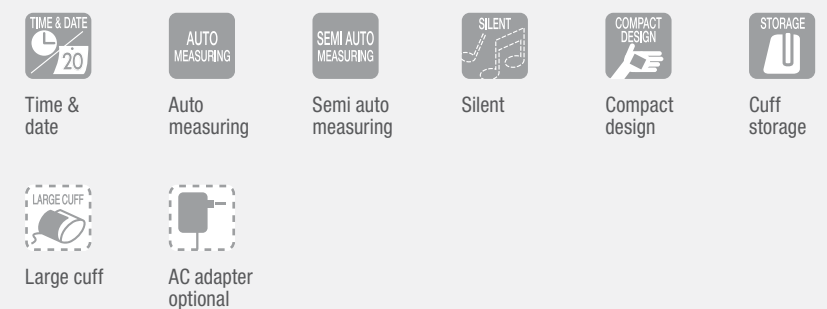 TIME & DATE
20
AUTO
MEASURING
SEMI AUTO
MEASURING
SILENT
COMPACT
DESIGN
STORAGE
Time &
date
Auto
measuring
Semi auto
measuring
Silent
Compact
design
Cuff
storage
LARGE CUFF
Large cuff
AC adapter
optional